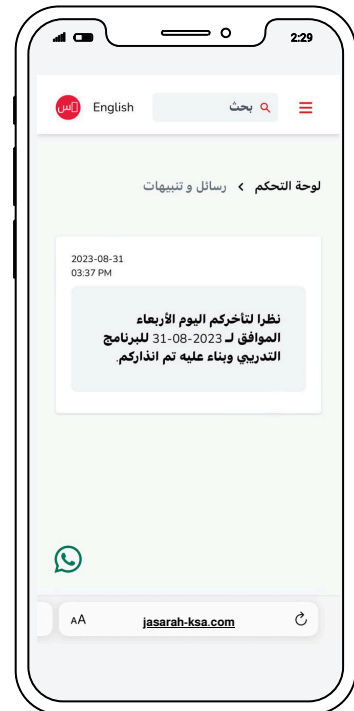 2:29
بحث
English
س
لوحة التحكم > رسائل و تنبيهات
2023-08-31
03:37 PM
نظرا لتأخركم اليوم الأربعاء
الموافق لـ 2023-08-31 للبرنامج
التدريبي وبناء عليه تم انذاركم.
AA
jasarah-ksa.com